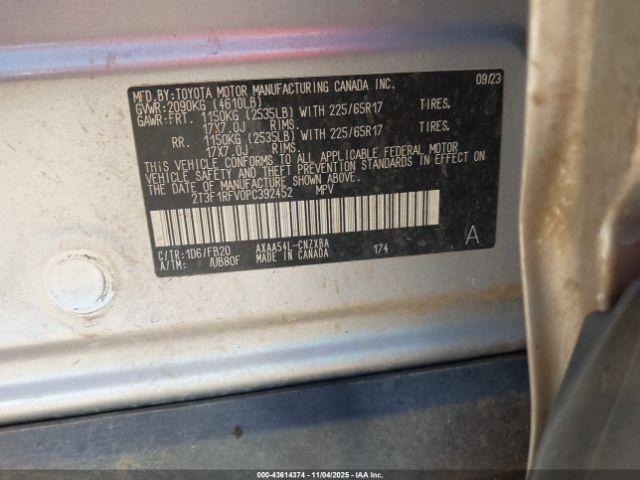 MFD. BY: TOYOTA MOTOR MANUFACTURING CANADA INC. 09/23
GVWR: 2090KG (4610LB)
GAWR: FRT. 1150KG (2535LB) WITH 225/65R17 TIRES,
17X7.0J RIMS.
RR. 1150KG (2535LB) WITH 225/65R17 TIRES,
17X7.0J RIMS.
THIS VEHICLE CONFORMS TO ALL APPLICABLE FEDERAL MOTOR
VEHICLE SAFETY AND THEFT PREVENTION STANDARDS IN EFFECT ON
THE DATE OF MANUFACTURE SHOWN ABOVE.
2T3F1RFV0PC392452 MPV
C/TR: 1D6/FB20 AXAA54L-CNZXBA 174 A
A/TM: /UB80F MADE IN CANADA
00-43614374 - 11/04/2025 - IAAI.COM